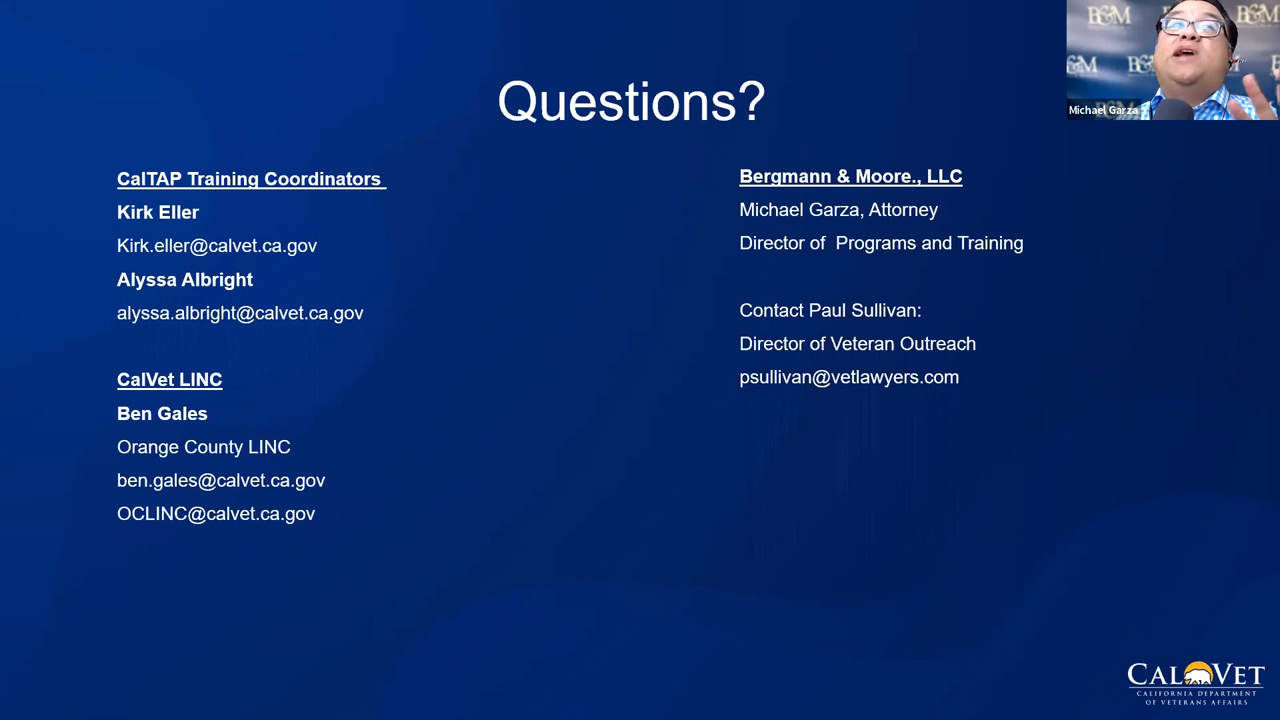 Questions?
CalTAP Training Coordinators
Kirk Eller
Kirk.eller@calvet.ca.gov
Alyssa Albright
alyssa.albright@calvet.ca.gov
CalVet LINC
Ben Gales
Orange County LINC
ben.gales@calvet.ca.gov
OCLINC@calvet.ca.gov
Bergmann & Moore., LLC
Michael Garza, Attorney
Director of  Programs and Training
Contact Paul Sullivan:
Director of Veteran Outreach
psullivan@vetlawyers.com
B&M B&M B&M
B&M B&M
B&M
Michael Garza
CALVET
CALIFORNIA DEPARTMENT
OF VETERANS AFFAIRS